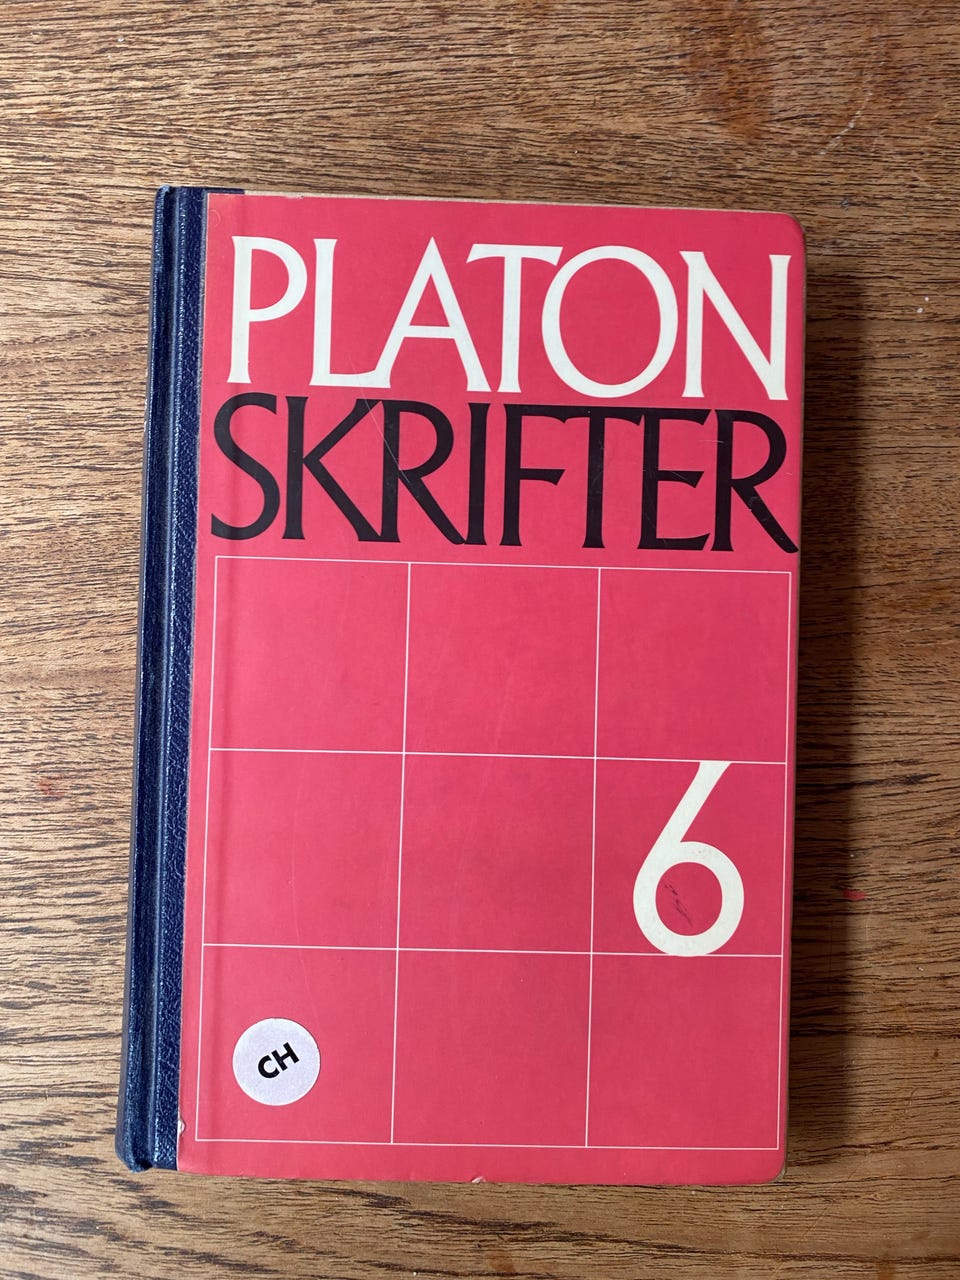 PLATON
SKRIFTER
6
CH